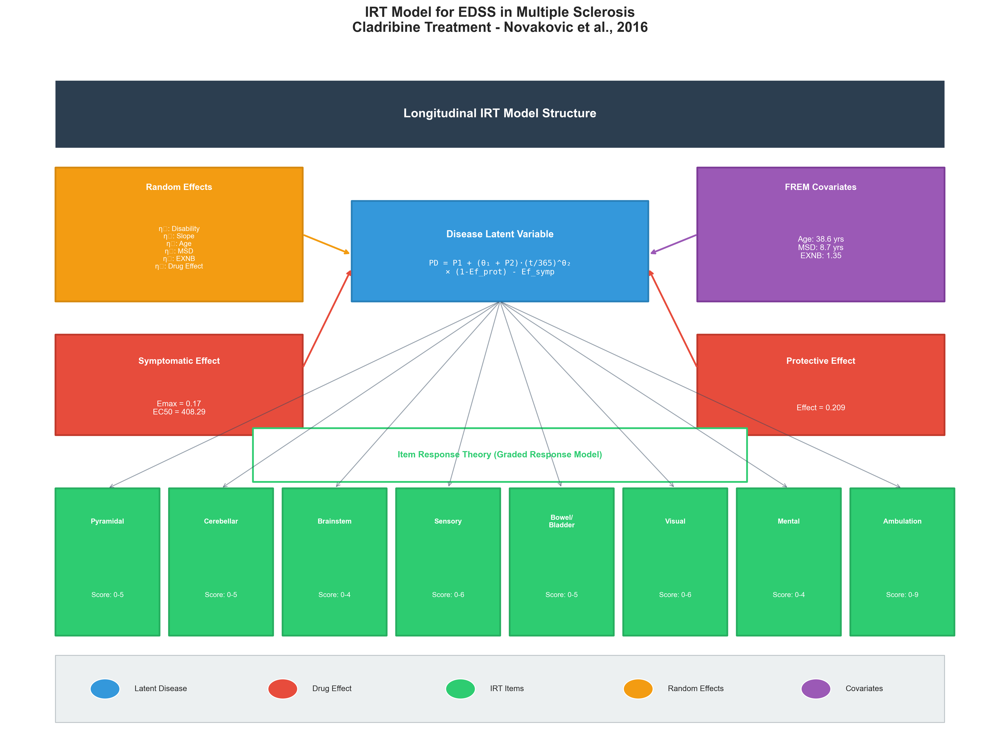 IRT Model for EDSS in Multiple Sclerosis
Cladribine Treatment - Novakovic et al., 2016
Longitudinal IRT Model Structure
Random Effects
η□: Disability
η□: Slope
η□: Age
η□: MSD
η□: EXNB
η□: Drug Effect
Disease Latent Variable
PD = P1 + (θ₁ + P2)·(t/365)^θ₂
× (1-Ef_prot) - Ef_symp
FREM Covariates
Age: 38.6 yrs
MSD: 8.7 yrs
EXNB: 1.35
Symptomatic Effect
Emax = 0.17
EC50 = 408.29
Protective Effect
Effect = 0.209
Item Response Theory (Graded Response Model)
Pyramidal
Score: 0-5
Cerebellar
Score: 0-5
Brainstem
Score: 0-4
Sensory
Score: 0-6
Bowel/
Bladder
Score: 0-5
Visual
Score: 0-6
Mental
Score: 0-4
Ambulation
Score: 0-9
Latent Disease
Drug Effect
IRT Items
Random Effects
Covariates